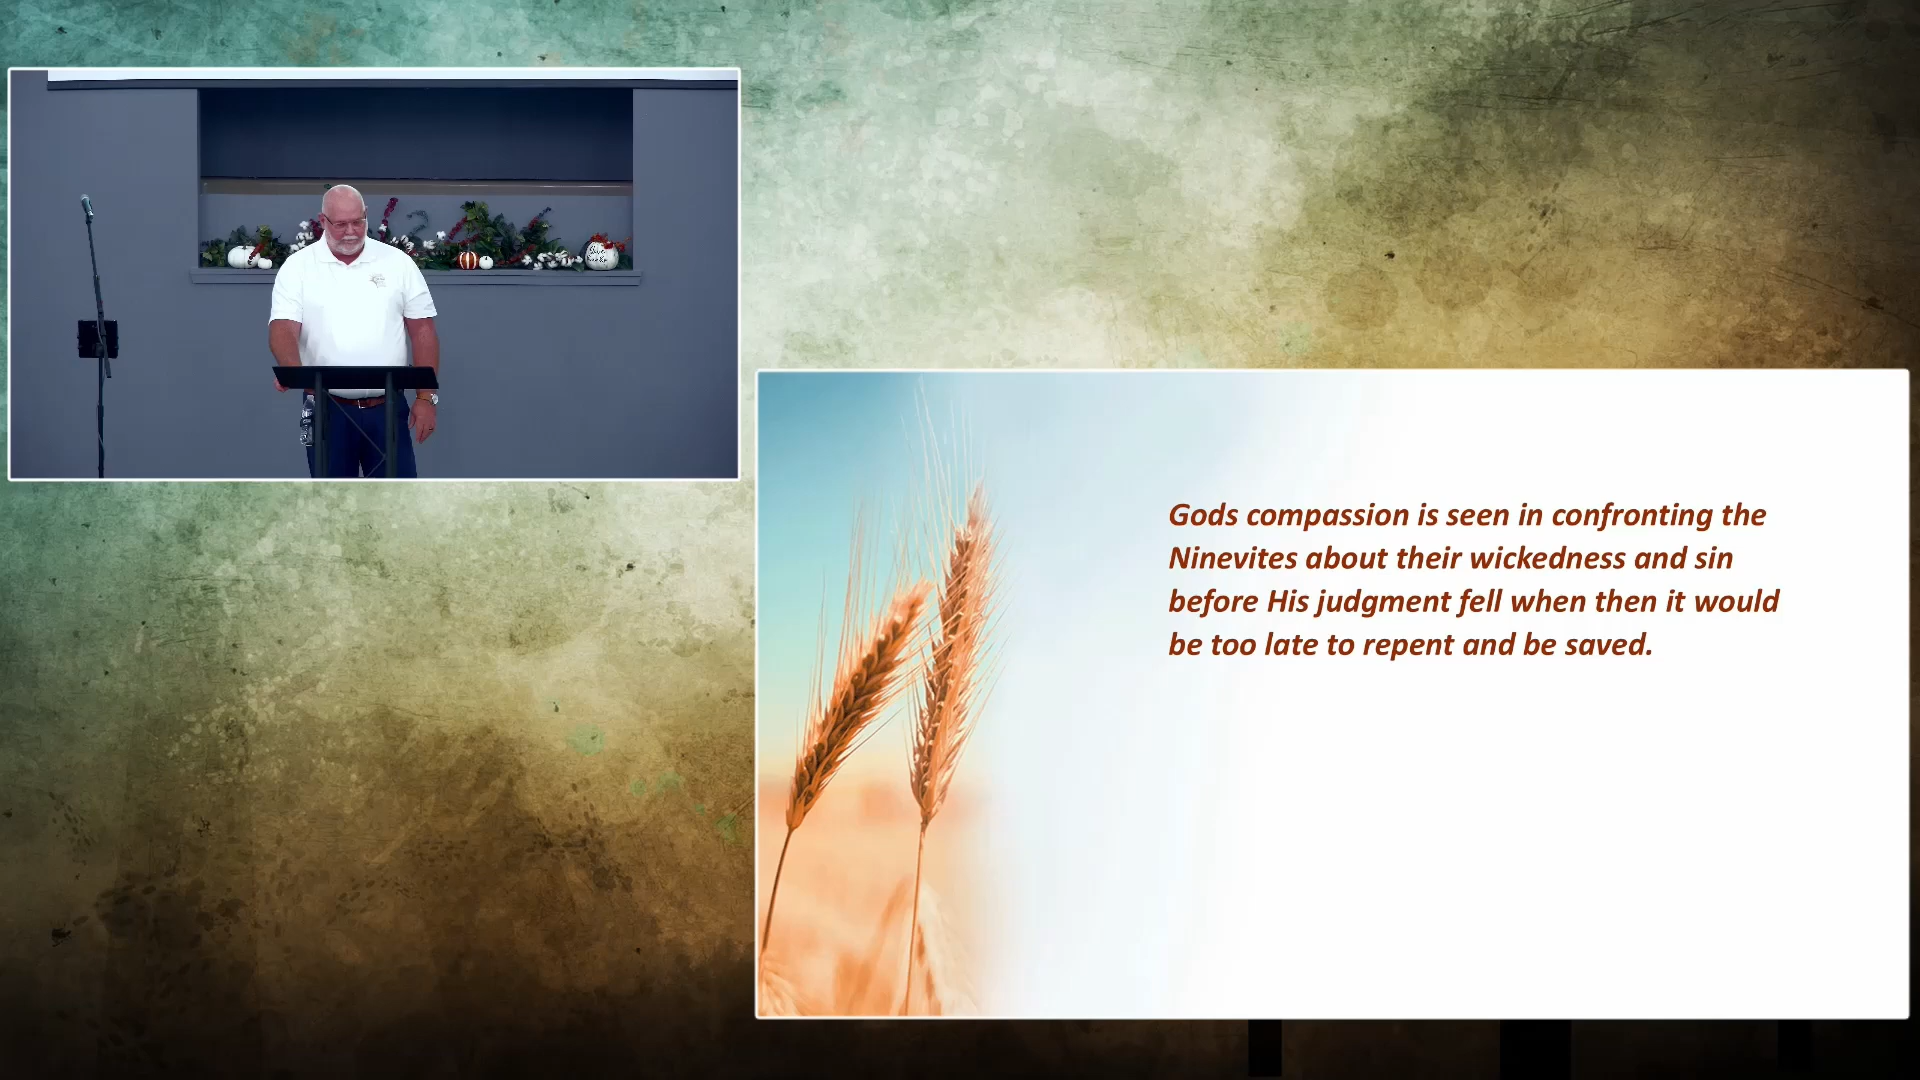 Gods compassion is seen in confronting the
Ninevites about their wickedness and sin
before His judgment fell when then it would
be too late to repent and be saved.